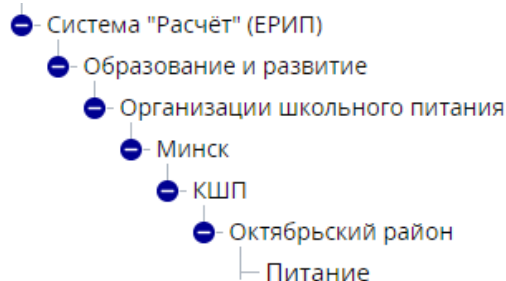 Система "Расчёт" (ЕРИП)
Образование и развитие
Организации школьного питания
Минск
КШП
Октябрьский район
Питание